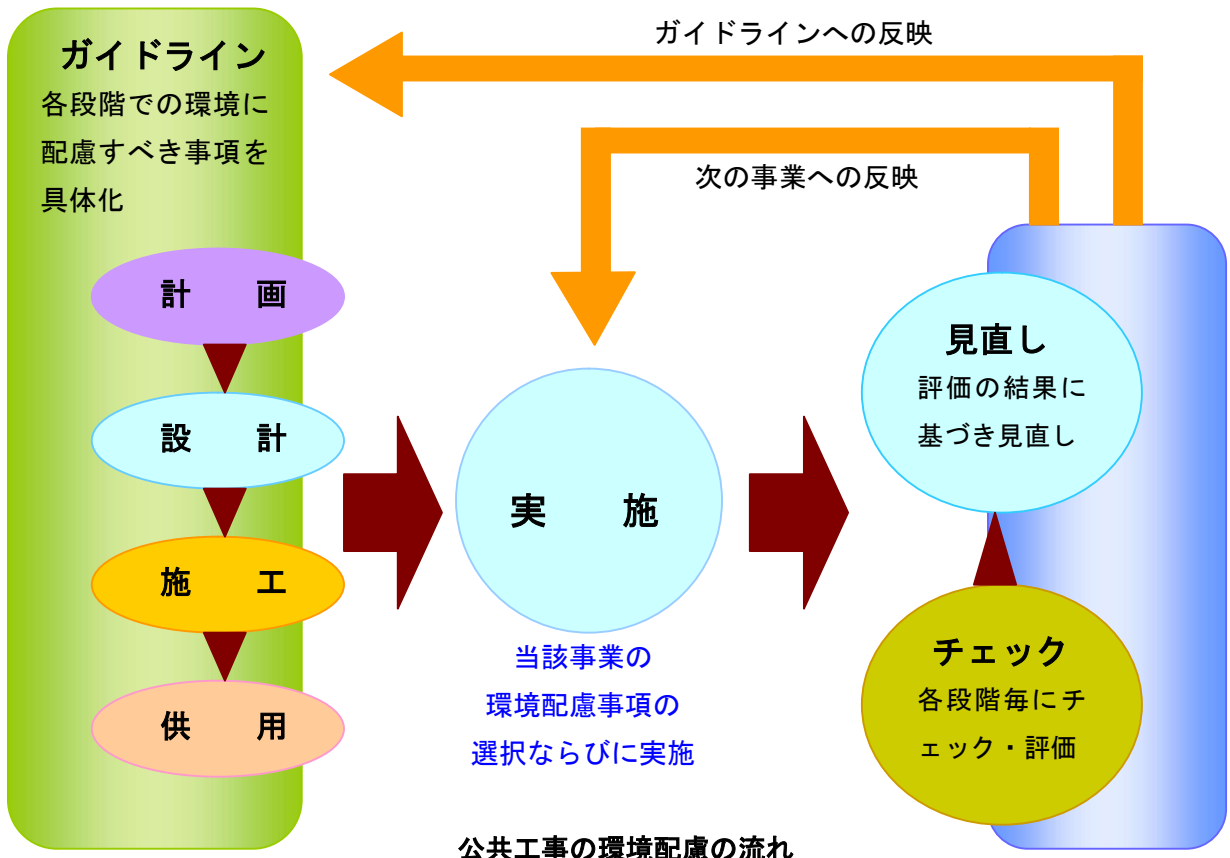 ガイドライン
各段階での環境に
配慮すべき事項を
具体化
計　画
設　計
施　工
供　用
ガイドラインへの反映
次の事業への反映
実　施
当該事業の
環境配慮事項の
選択ならびに実施
見直し
評価の結果に
基づき見直し
チェック
各段階毎にチ
ェック・評価
公共工事の環境配慮の流れ